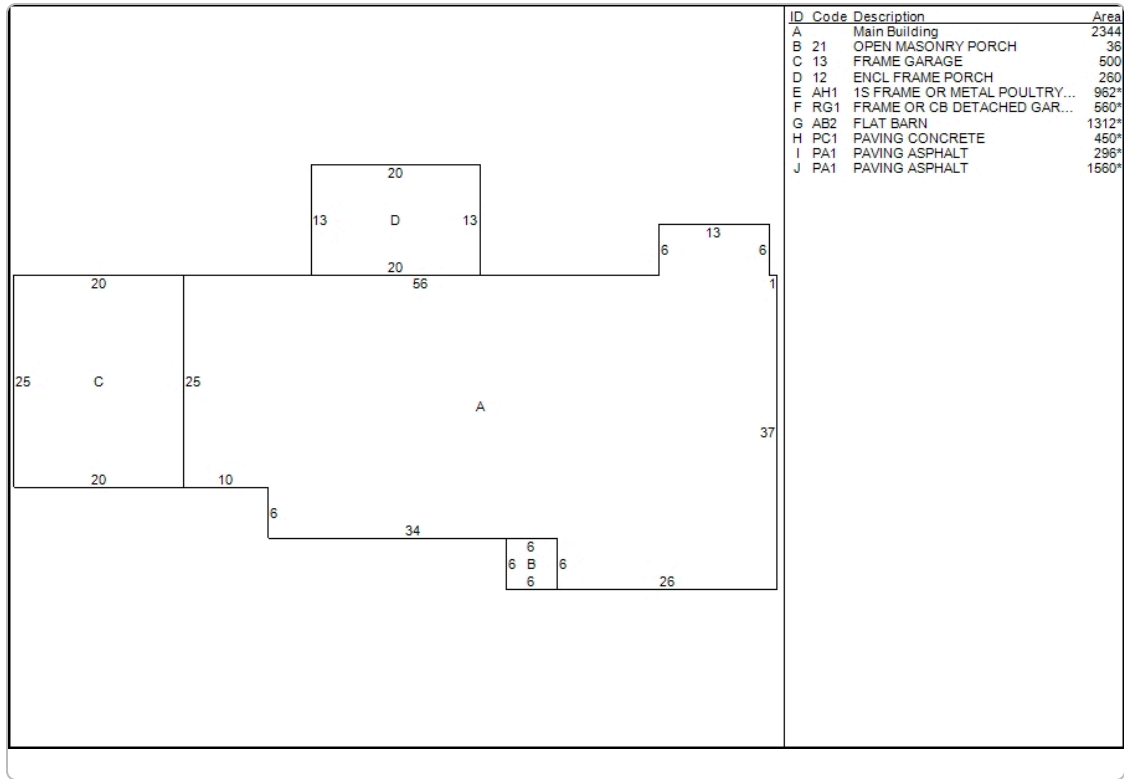 ID Code Description Area
A Main Building 2344
B 21 OPEN MASONRY PORCH 36
C 13 FRAME GARAGE 500
D 12 ENCL FRAME PORCH 260
E AH1 1S FRAME OR METAL POULTRY... 962*
F RG1 FRAME OR CB DETACHED GAR... 560*
G AB2 FLAT BARN 1312*
H PC1 PAVING CONCRETE 450*
I PA1 PAVING ASPHALT 296*
J PA1 PAVING ASPHALT 1560*
20
13 D 13
20
13
6 6
20 56 1
25 C 25
A
37
20 10
6
34
6
6 B 6
6 26